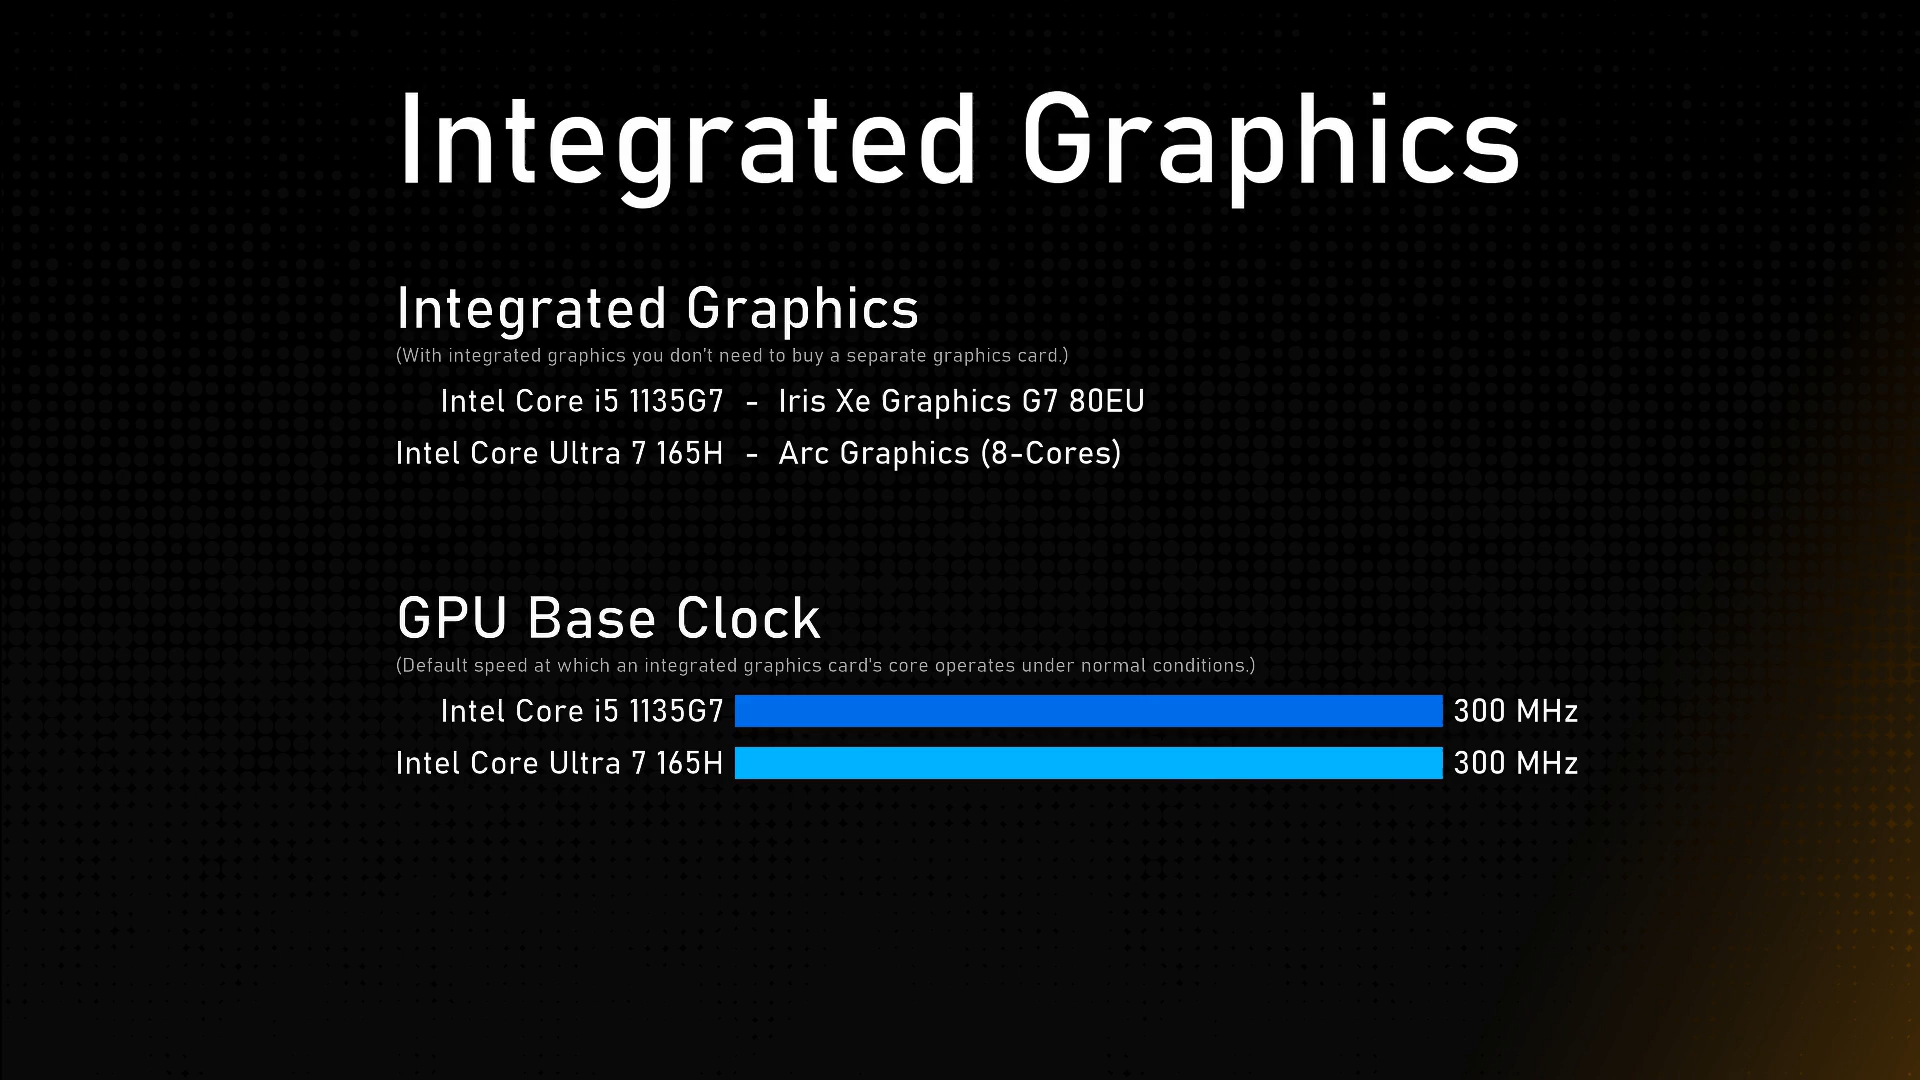 Integrated Graphics
Integrated Graphics
(With integrated graphics you don't need to buy a separate graphics card.)
Intel Core i5 1135G7 - Iris Xe Graphics G7 80EU
Intel Core Ultra 7 165H - Arc Graphics (8-Cores)
GPU Base Clock
(Default speed at which an integrated graphics card's core operates under normal conditions.)
Intel Core i5 1135G7 300 MHz
Intel Core Ultra 7 165H 300 MHz